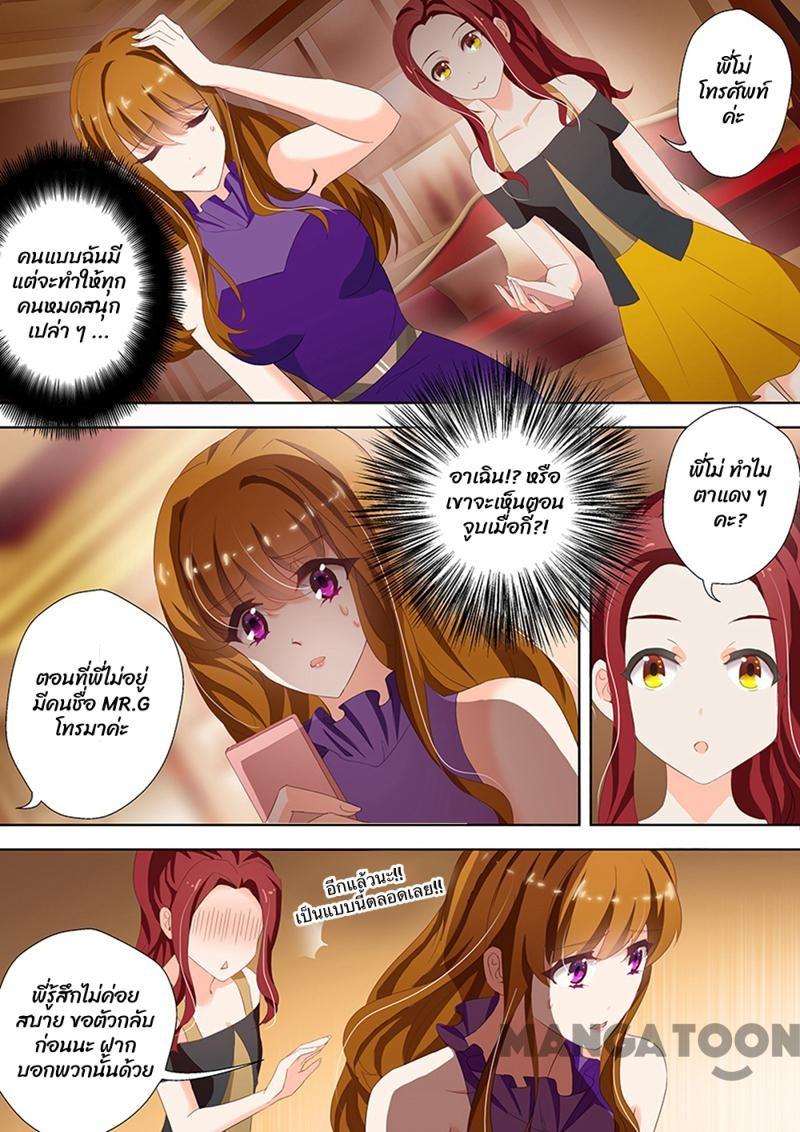 พี่โม่
โทรศัพท์
ค่ะ
คนแบบฉันมี
แต่จะทำให้ทุก
คนหมดสนุก
เปล่า ๆ ...
พี่โม่ ทำไม
ตาแดง ๆ
คะ?
อาเฉิน!? หรือ
เขาจะเห็นตอน
จูบเมื่อกี้?!
ตอนที่พี่ไม่อยู่
มีคนชื่อ MR.G
โทรมาค่ะ
อีกแล้วนะ!!
เป็นแบบนี้ตลอดเลย!!
พี่รู้สึกไม่ค่อย
สบาย ขอตัวกลับ
ก่อนนะ ฝาก
บอกพวกนั้นด้วย
MANGATOON